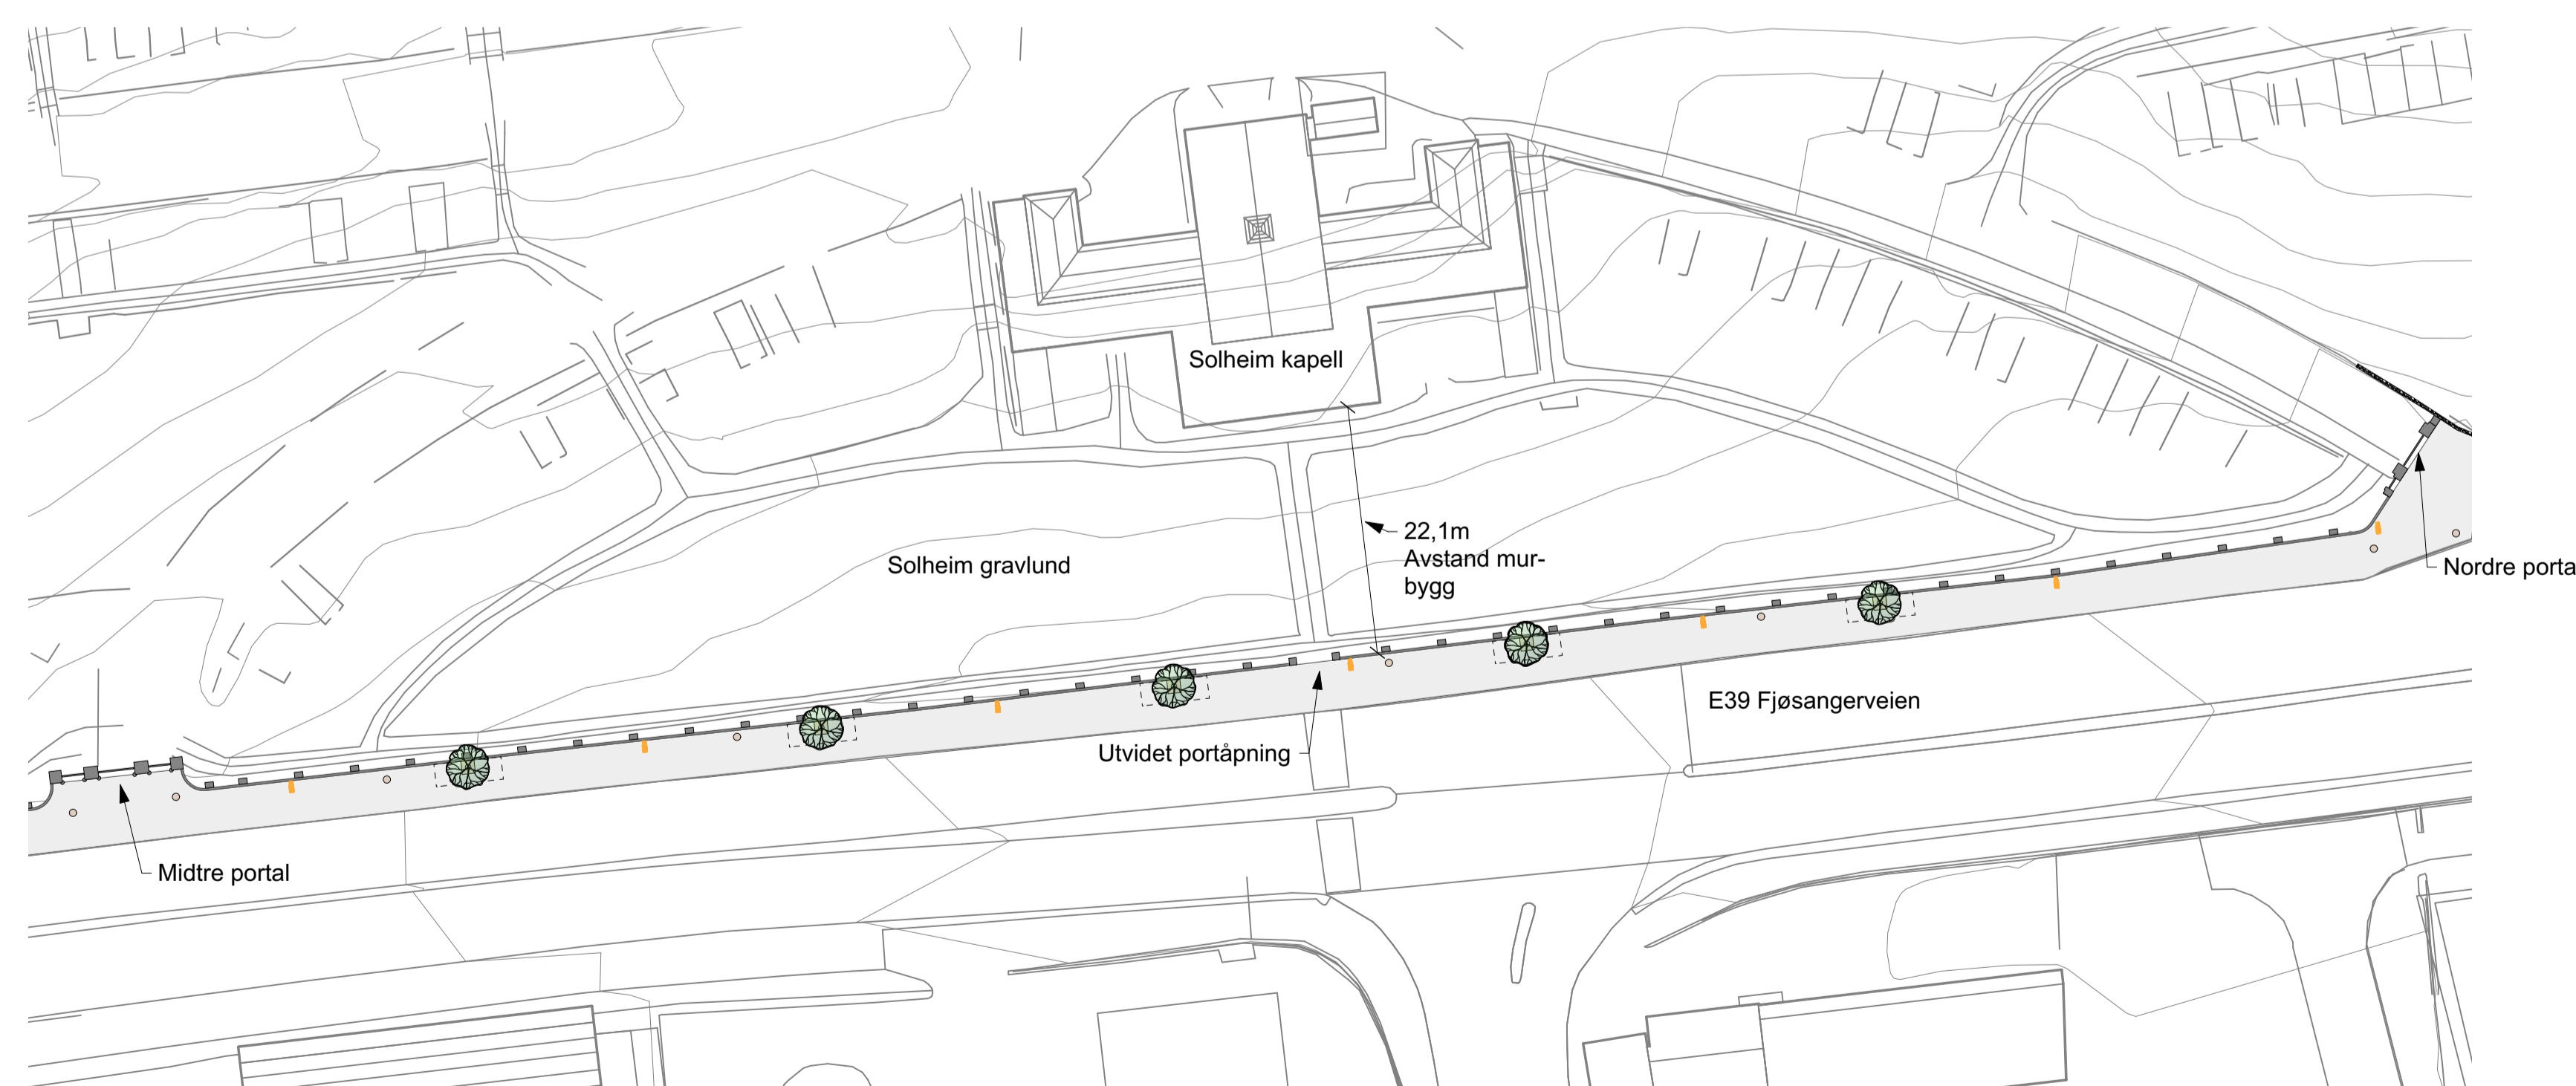 Solheim kapell
22,1m
Avstand mur-
bygg
Solheim gravlund
Nordre porta
E39 Fjøsangerveien
Utvidet portåpning
Midtre portal